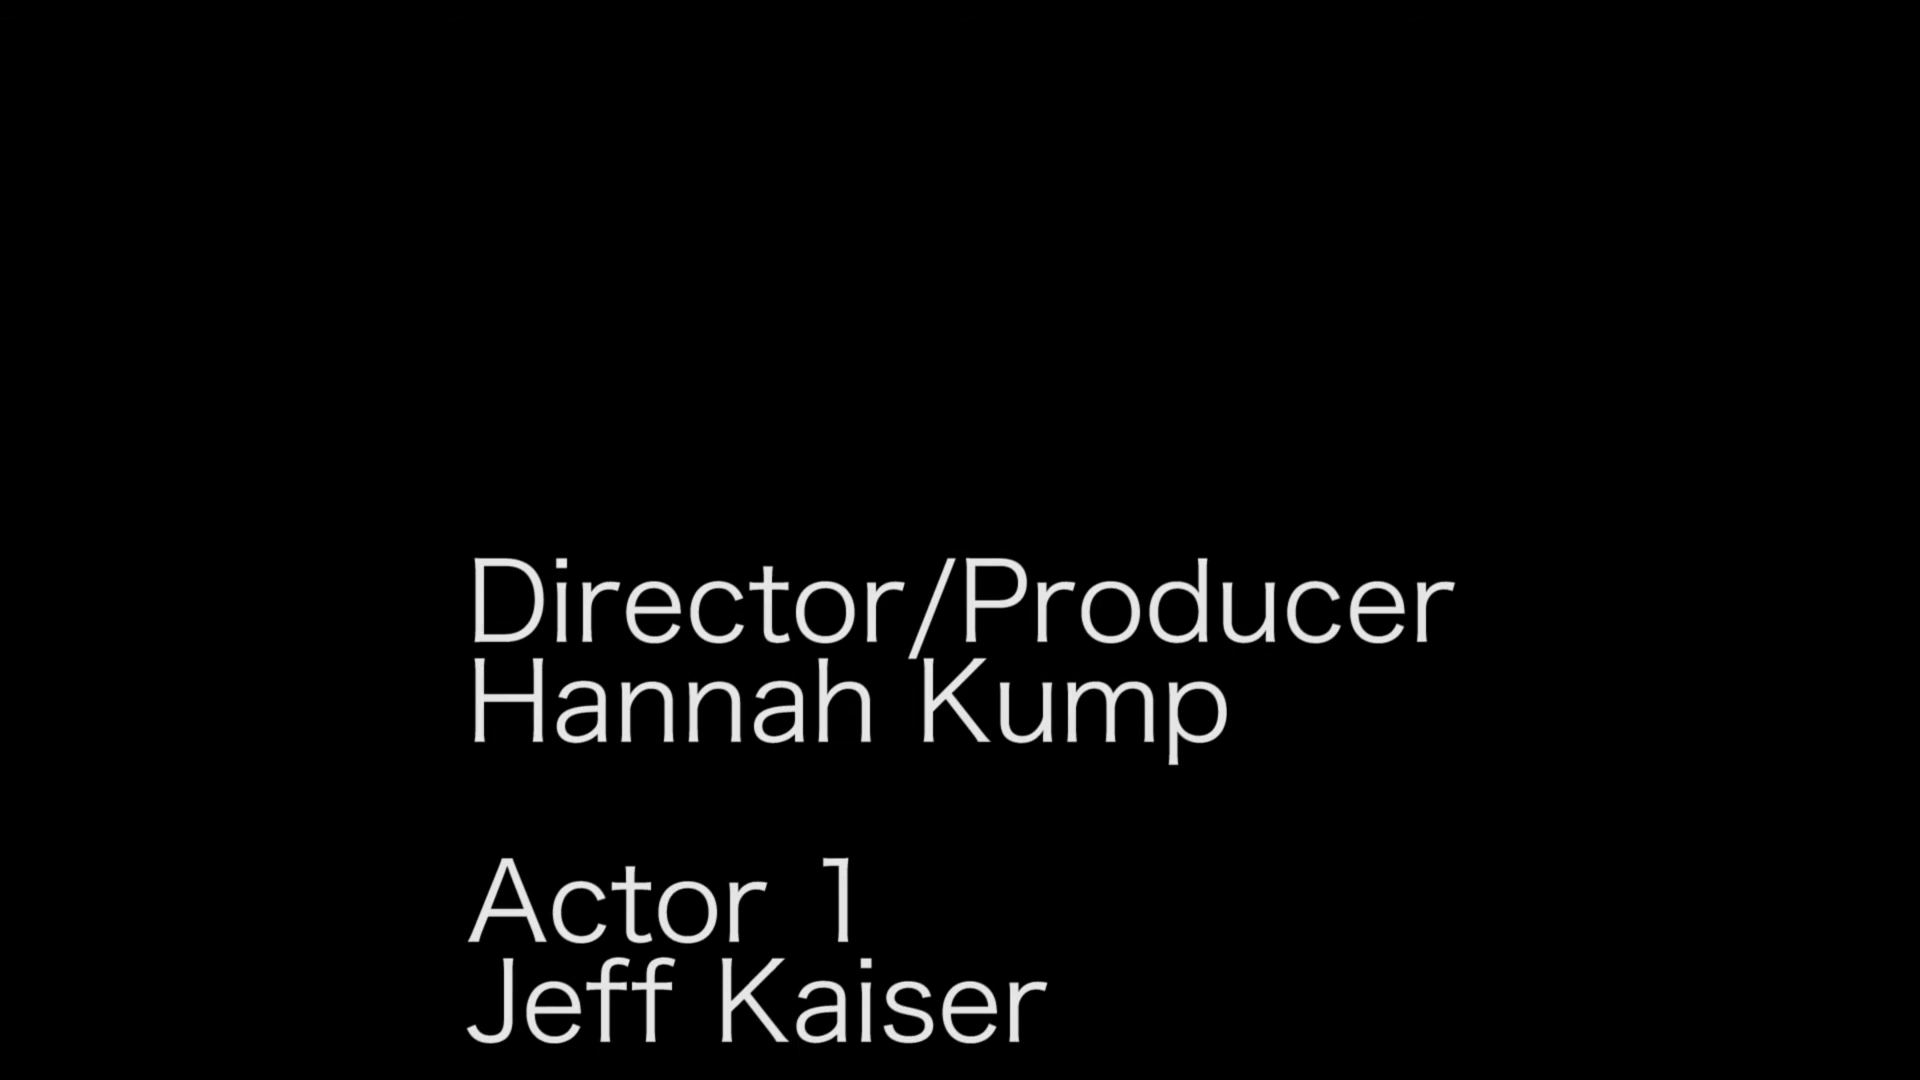 Director/Producer
Hannah Kump
Actor 1
Jeff Kaiser